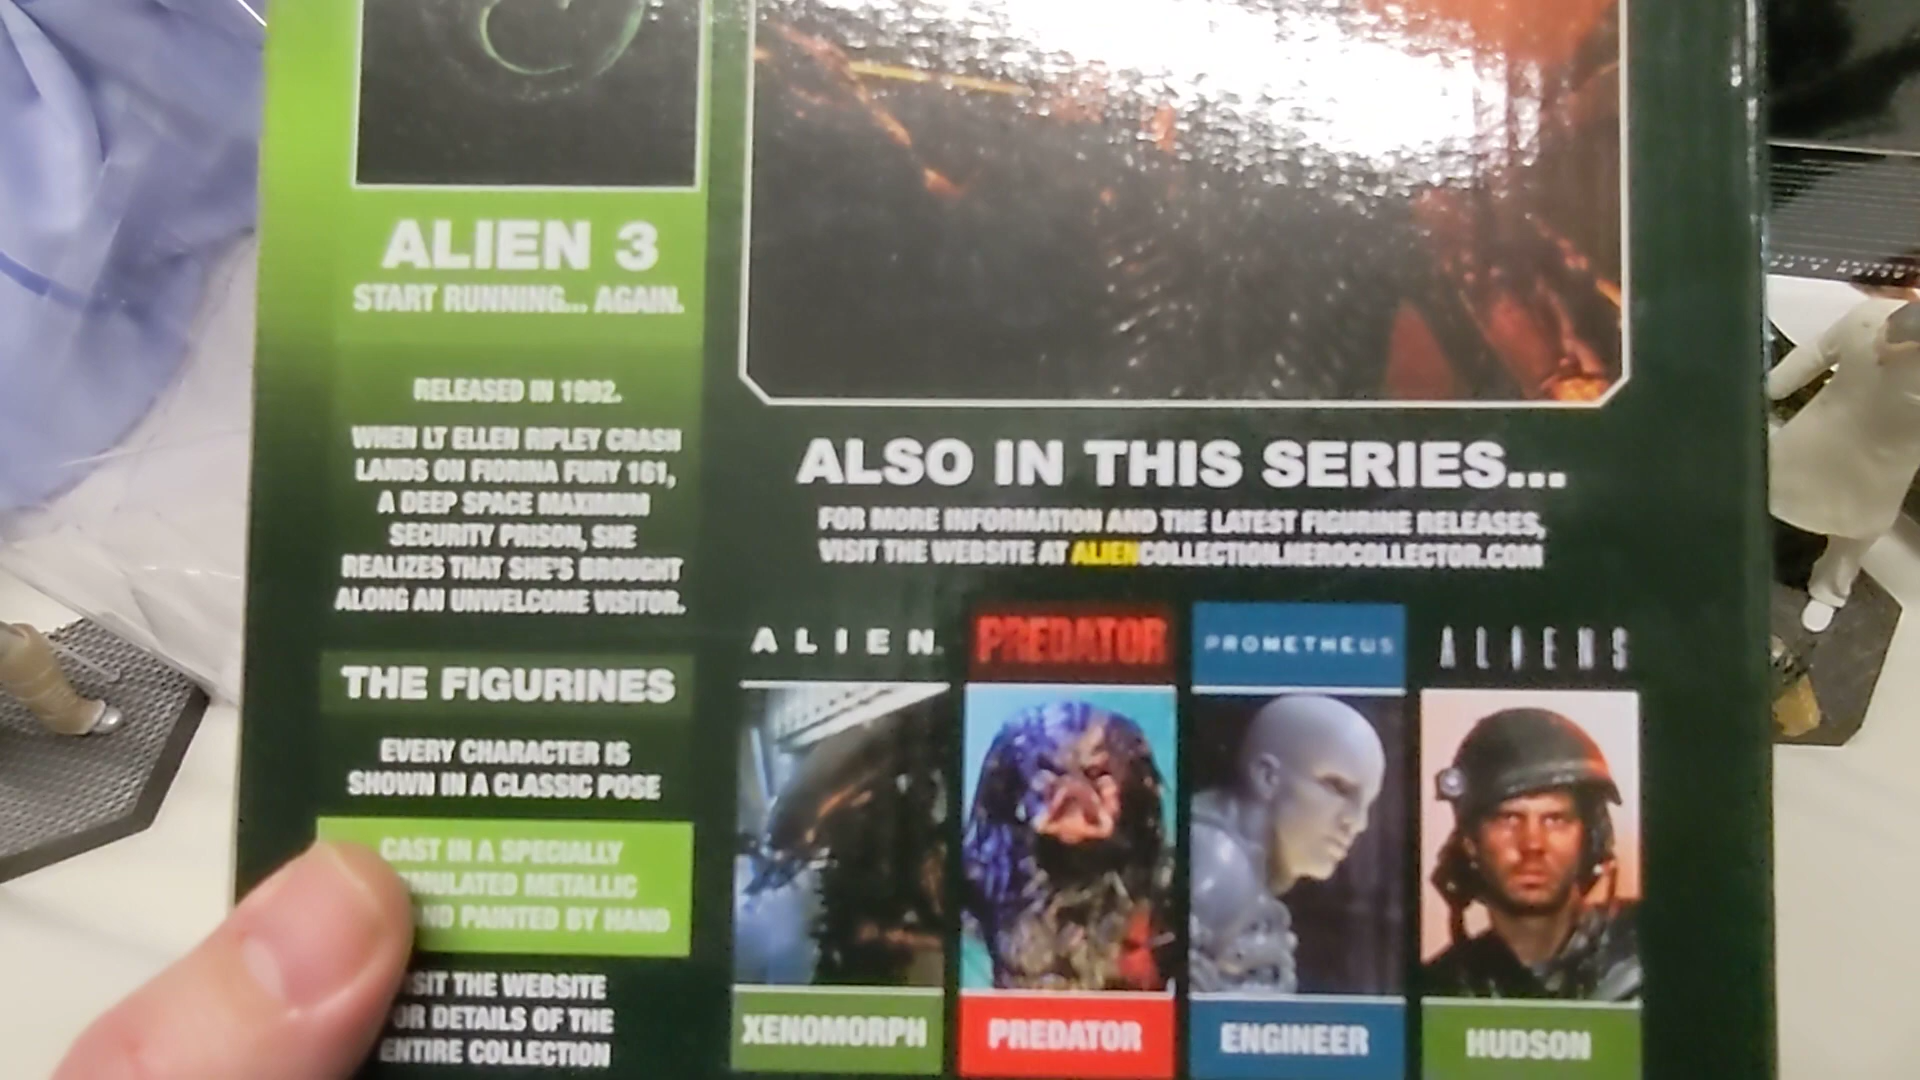 ALIEN 3
START RUNNING... AGAIN.
RELEASED IN 1992.
WHEN LT ELLEN RIPLEY CRASH
LANDS ON FIORINA FURY 161,
A DEEP SPACE MAXIMUM
SECURITY PRISON, SHE
REALIZES THAT SHE'S BROUGHT
ALONG AN UNWELCOME VISITOR.
THE FIGURINES
EVERY CHARACTER IS
SHOWN IN A CLASSIC POSE
CAST IN A SPECIALLY
METALLIC
PAINTED BY HAND
THE WEBSITE
DETAILS OF THE
ENTIRE COLLECTION
ALSO IN THIS SERIES...
FOR MORE INFORMATION AND THE LATEST FIGURINE RELEASES,
VISIT THE WEBSITE AT ALIENCOLLECTION.HEROCOLLECTOR.COM
ALIEN
PREDATOR
PROMETHEUS
ALIENS
XENOMORPH
PREDATOR
ENGINEER
HUDSON